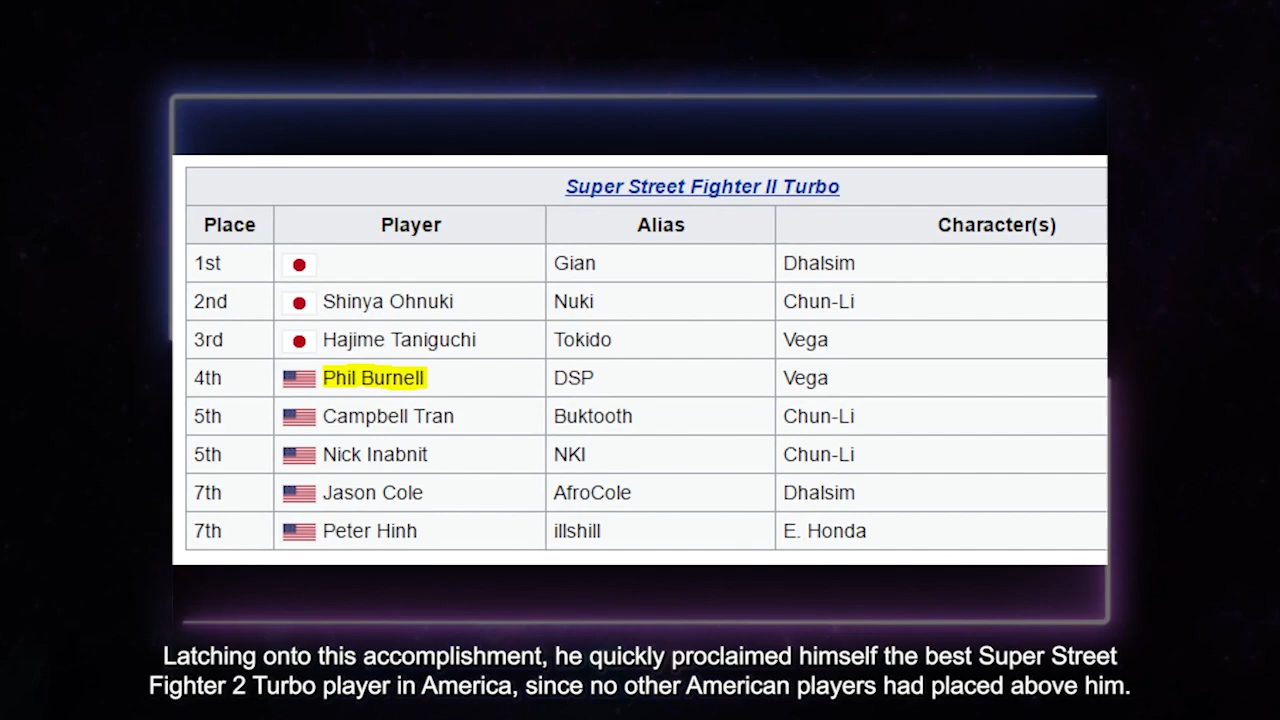 Super Street Fighter II Turbo
Place Player Alias Character(s)
1st Gian Dhalsim
2nd Shinya Ohnuki Nuki Chun-Li
3rd Hajime Taniguchi Tokido Vega
4th Phil Burnell DSP Vega
5th Campbell Tran Buktooth Chun-Li
5th Nick Inabnit NKI Chun-Li
7th Jason Cole AfroCole Dhalsim
7th Peter Hinh illshill E. Honda
Latching onto this accomplishment, he quickly proclaimed himself the best Super Street
Fighter 2 Turbo player in America, since no other American players had placed above him.